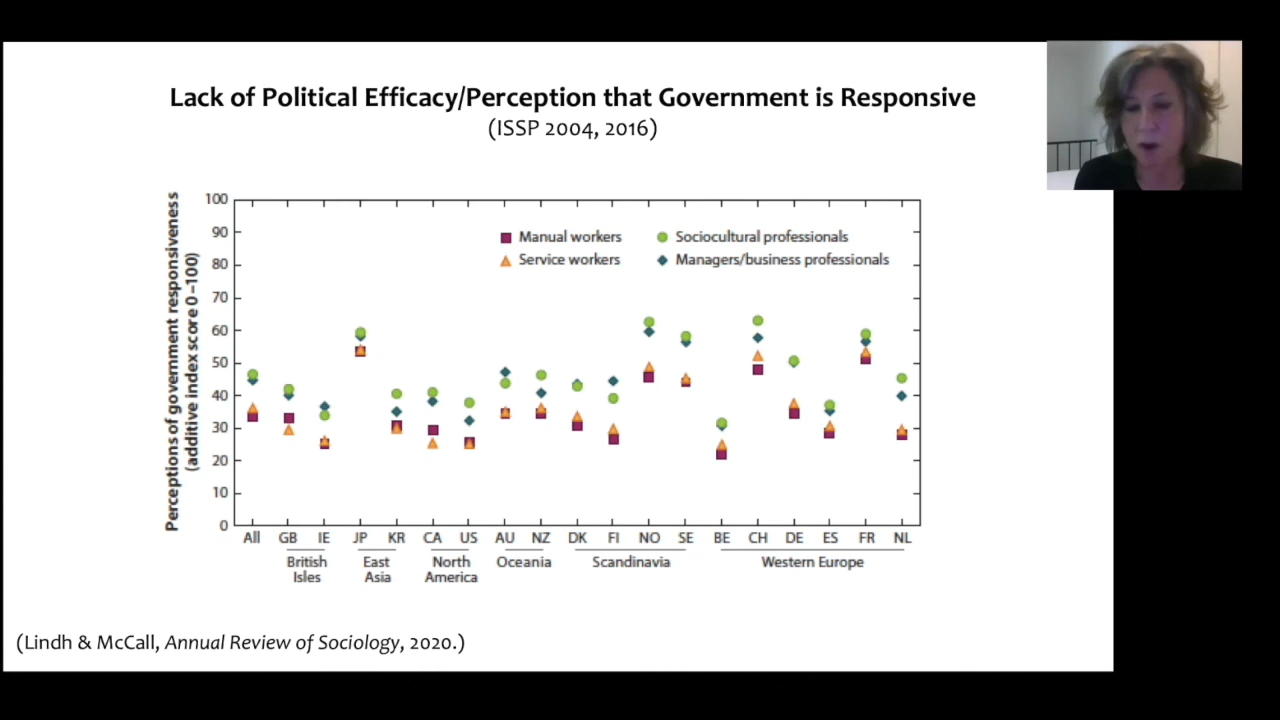 Lack of Political Efficacy/Perception that Government is Responsive
(ISSP 2004, 2016)
Perceptions of government responsiveness
(additive index score 0–100)
100
90
80
70
60
50
40
30
20
10
0
Manual workers
Service workers
Sociocultural professionals
Managers/business professionals
All GB IE JP KR CA US AU NZ DK FI NO SE BE CH DE ES FR NL
British
Isles
East
Asia
North
America
Oceania
Scandinavia
Western Europe
(Lindh & McCall, Annual Review of Sociology, 2020.)